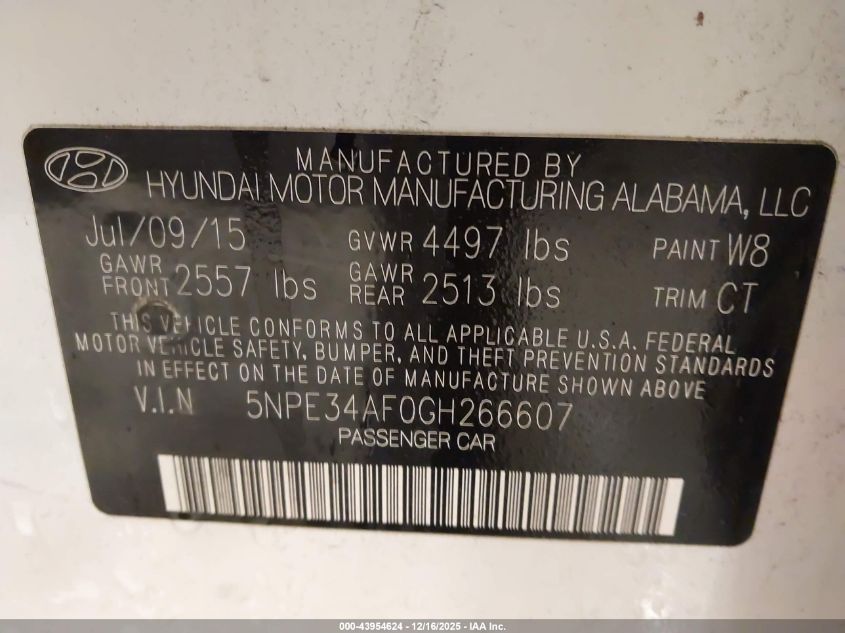 MANUFACTURED BY
HYUNDAI MOTOR MANUFACTURING ALABAMA, LLC
Jul/09/15 GVWR 4497 lbs PAINT W8
GAWR FRONT 2557 lbs GAWR REAR 2513 lbs TRIM CT
THIS VEHICLE CONFORMS TO ALL APPLICABLE U.S.A. FEDERAL
MOTOR VEHICLE SAFETY, BUMPER, AND THEFT PREVENTION STANDARDS
IN EFFECT ON THE DATE OF MANUFACTURE SHOWN ABOVE
V.I.N 5NPE34AF0GH266607
PASSENGER CAR
000-43954624 - 12/16/2025 - IAA Inc.